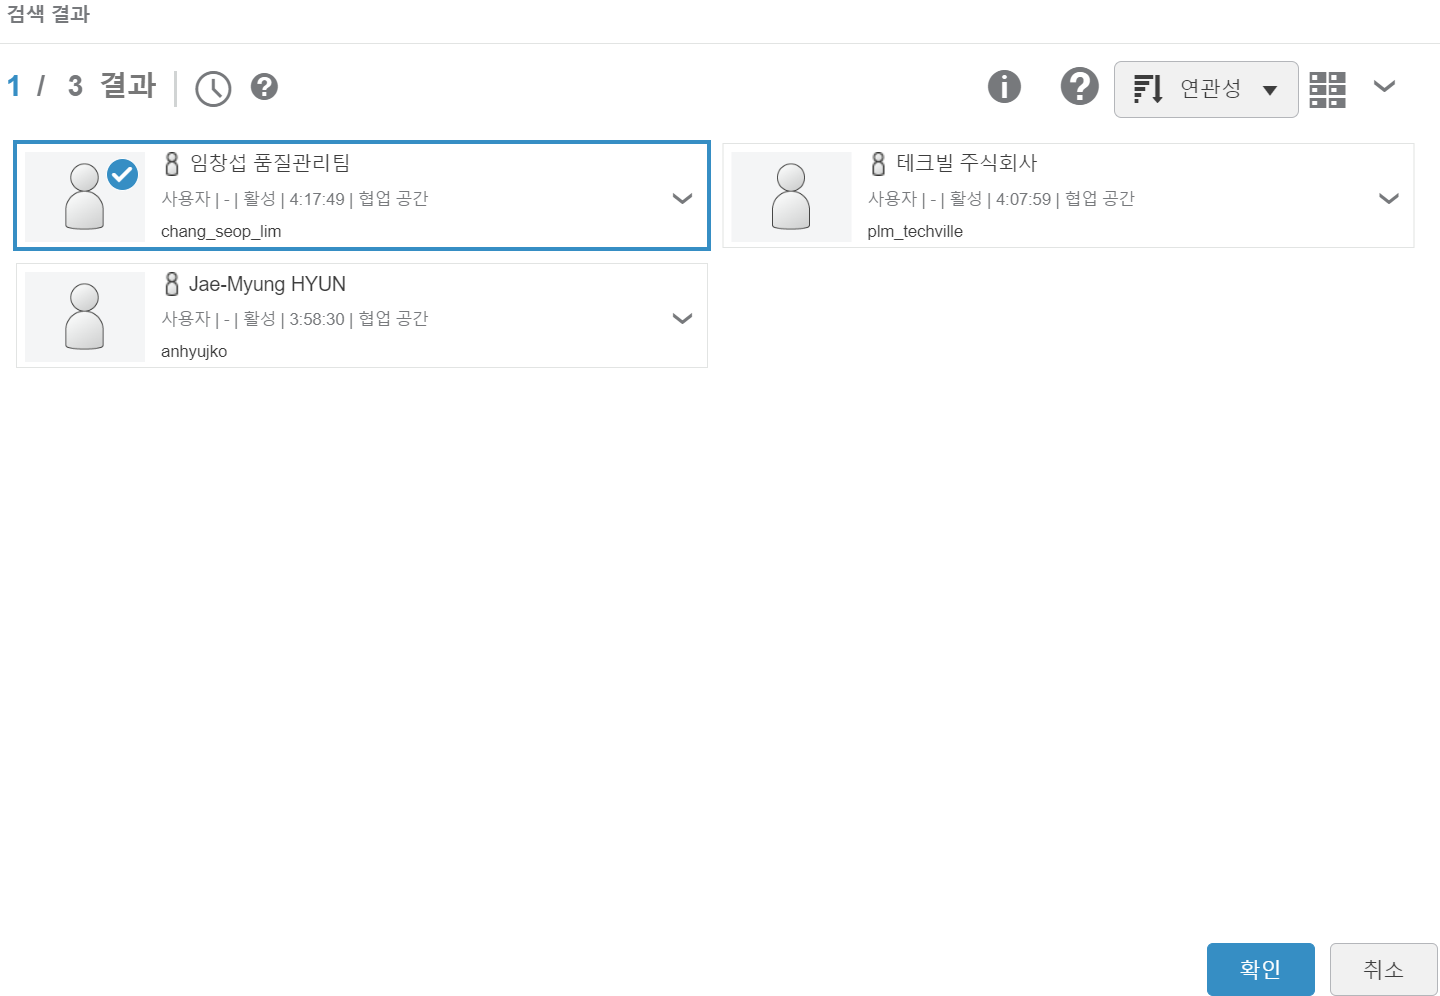 검색 결과
1 / 3 결과
연관성
임창섭 품질관리팀
사용자 | - | 활성 | 4:17:49 | 협업 공간
chang_seop_lim
테크빌 주식회사
사용자 | - | 활성 | 4:07:59 | 협업 공간
plm_techville
Jae-Myung HYUN
사용자 | - | 활성 | 3:58:30 | 협업 공간
anhyujko
확인
취소